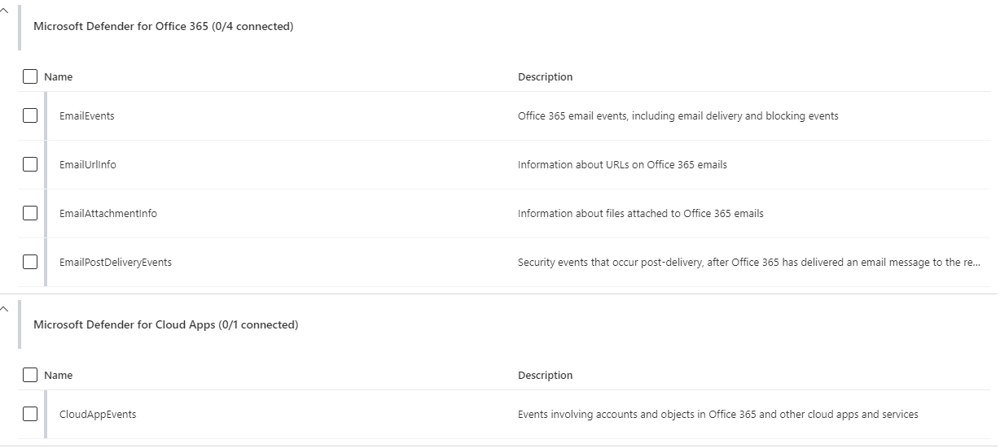 Microsoft Defender for Office 365 (0/4 connected)
Name Description
EmailEvents Office 365 email events, including email delivery and blocking events
EmailUrlInfo Information about URLs on Office 365 emails
EmailAttachmentInfo Information about files attached to Office 365 emails
EmailPostDeliveryEvents Security events that occur post-delivery, after Office 365 has delivered an email message to the re...
Microsoft Defender for Cloud Apps (0/1 connected)
Name Description
CloudAppEvents Events involving accounts and objects in Office 365 and other cloud apps and services